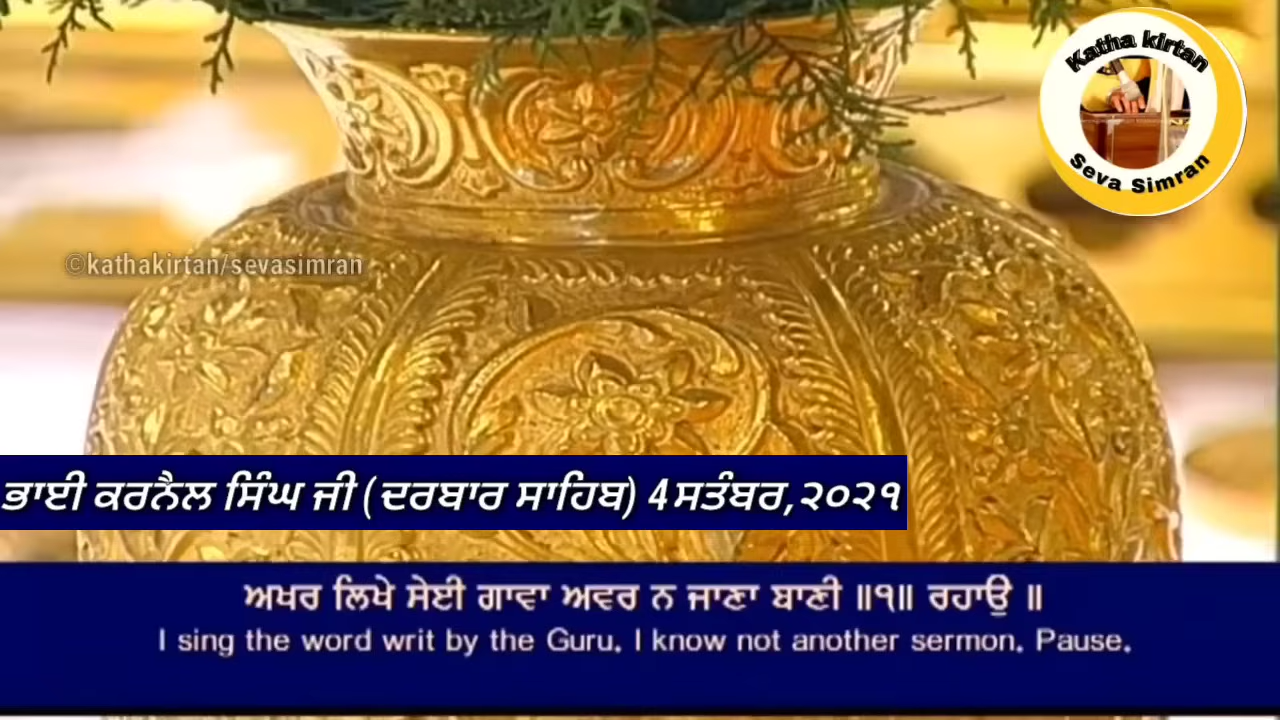 Katha kirtan
Seva Simran
©kathakirtan/sevasimran
ਭਾਈ ਕਰਨੈਲ ਸਿੰਘ ਜੀ (ਦਰਬਾਰ ਸਾਹਿਬ) 4 ਸਤੰਬਰ,੨੦੨੧
ਅਖਰ ਲਿਖੇ ਸੇਈ ਗਾਵਾ ਅਵਰ ਨ ਜਾਣਾ ਬਾਣੀ ॥੧॥ ਰਹਾਉ ॥
I sing the word writ by the Guru. I know not another sermon. Pause.